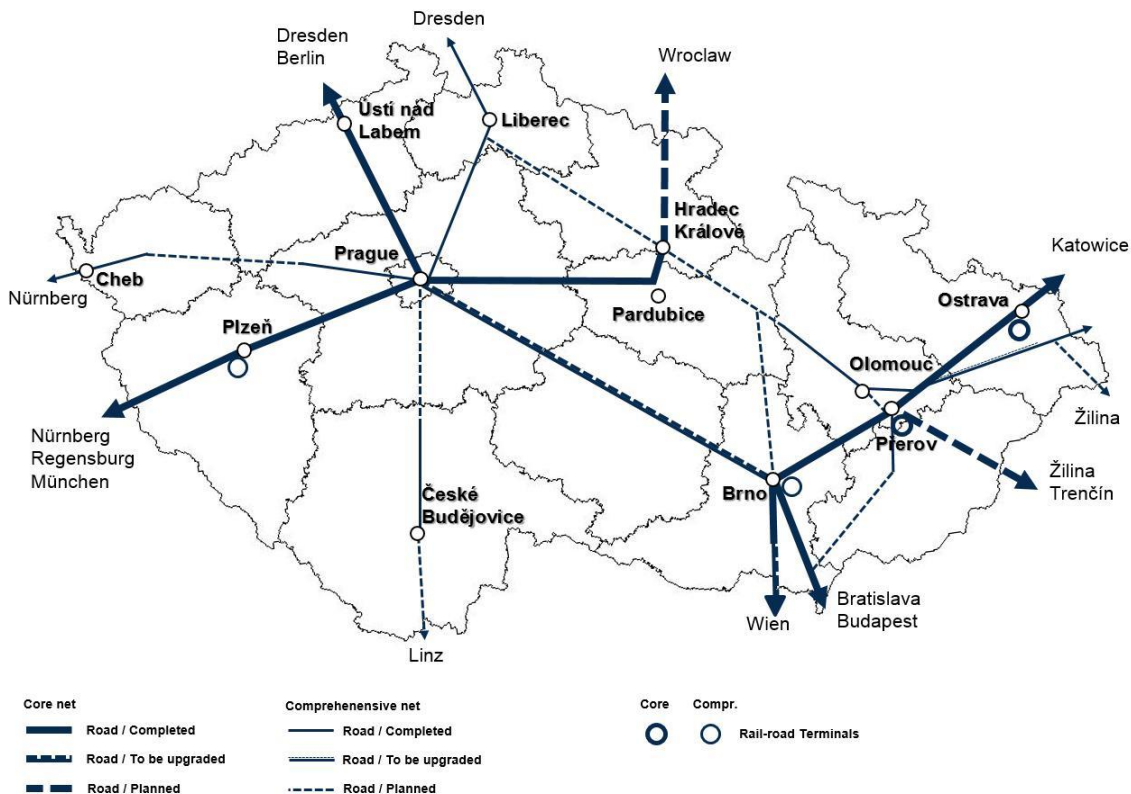 Dresden
Dresden
Berlin
Wroclaw
Ústí nad
Labem
Liberec
Hradec
Králové
Prague
Katowice
Cheb
Nürnberg
Pardubice
Ostrava
Plzeň
Olomouc
Žilina
Přerov
Nürnberg
Regensburg
München
Žilina
Trenčín
Brno
České
Budějovice
Bratislava
Budapest
Wien
Linz
Core net
Comprehenensive net
Core
Compr.
Road / Completed
Road / Completed
Rail-road Terminals
Road / To be upgraded
Road / To be upgraded
Road / Planned
Road / Planned